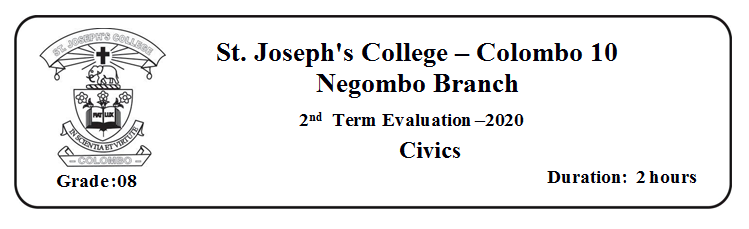 ST. JOSEPH'S COLLEGE
FIAT LUX
IN SCIENTIA ET VIRTUTE
– COLOMBO –
St. Joseph's College – Colombo 10
Negombo Branch
2nd Term Evaluation –2020
Civics
Grade:08
Duration: 2 hours